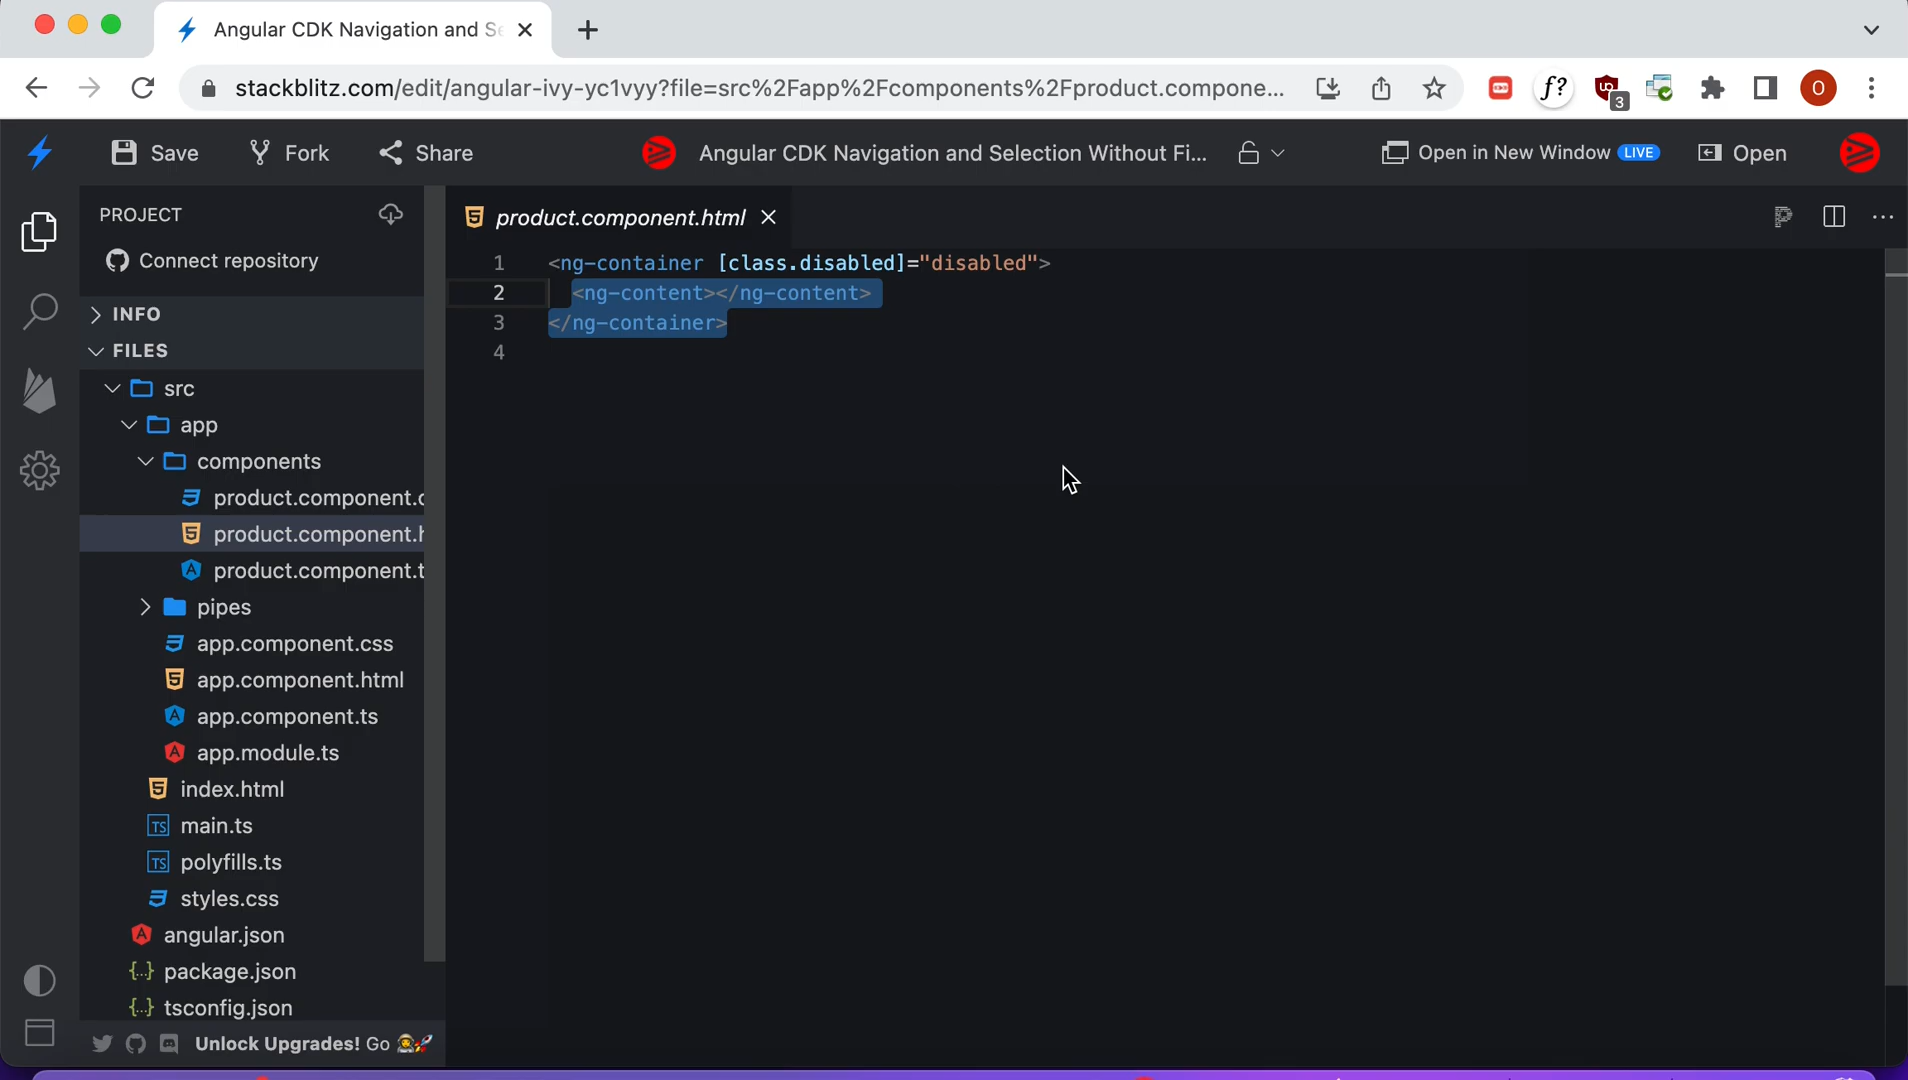 Angular CDK Navigation and Se
stackblitz.com/edit/angular-ivy-yc1vyy?file=src%2Fapp%2Fcomponents%2Fproduct.compone...
f?
3
O
Save
Fork
Share
Angular CDK Navigation and Selection Without Fi...
Open in New Window LIVE
Open
PROJECT
Connect repository
INFO
FILES
src
app
components
product.component.c
product.component.h
product.component.t
pipes
app.component.css
app.component.html
app.component.ts
app.module.ts
index.html
TS main.ts
TS polyfills.ts
styles.css
angular.json
{..} package.json
{..} tsconfig.json
Unlock Upgrades! Go 👩‍🚀🚀
product.component.html
1 <ng-container [class.disabled]="disabled">
2 <ng-content></ng-content>
3 </ng-container>
4